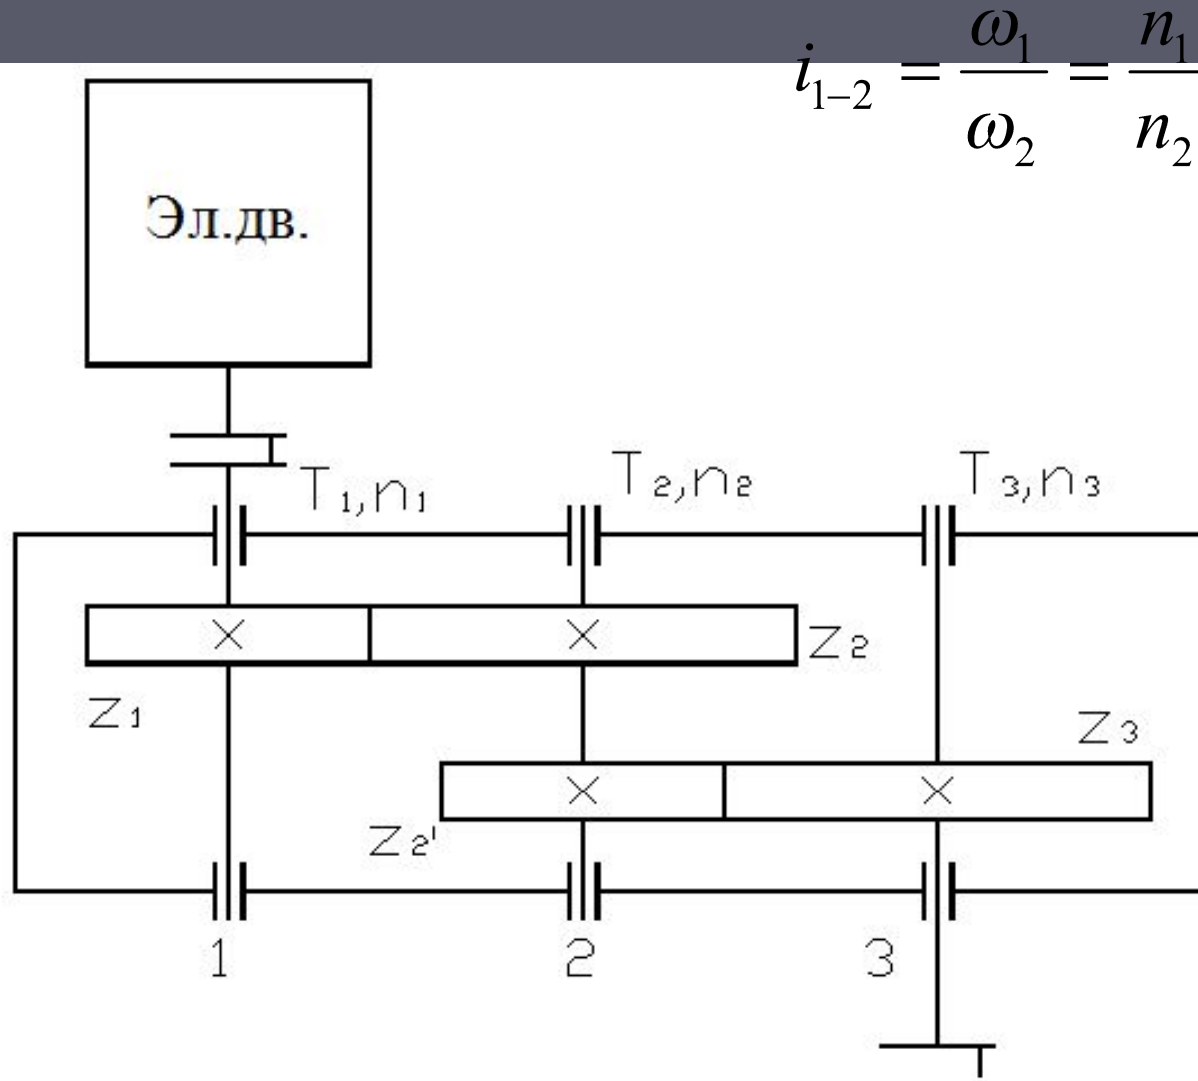 i₁₋₂ = ω₁/ω₂ = n₁/n₂
Эл.дв.
T₁,n₁
T₂,n₂
T₃,n₃
z₂
z₁
z₃
z₂'
1
2
3